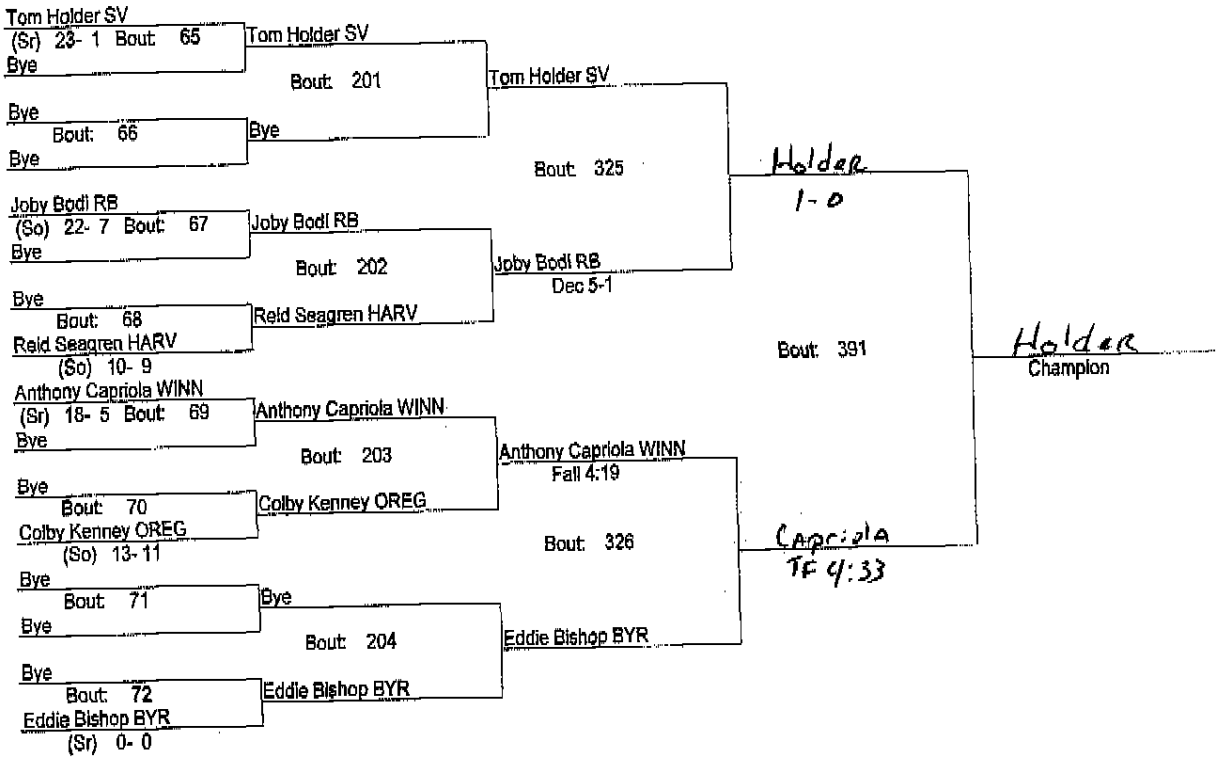 Tom Holder SV
(Sr) 23- 1 Bout: 65
Bye
Tom Holder SV
Bout: 201
Tom Holder SV
Bye
Bout: 66
Bye
Bye
Bout: 325
Holder
1-0
Joby Bodi RB
(So) 22- 7 Bout: 67
Bye
Joby Bodi RB
Bout: 202
Joby Bodi RB
Dec 5-1
Bye
Bout: 68
Reid Seagren HARV
(So) 10- 9
Reid Seagren HARV
Bout: 391
Holder
Champion
Anthony Capriola WINN
(Sr) 18- 5 Bout: 69
Bye
Anthony Capriola WINN
Bout: 203
Anthony Capriola WINN
Fall 4:19
Bye
Bout: 70
Colby Kenney OREG
(So) 13- 11
Colby Kenney OREG
Bout: 326
Capriola
TF 4:33
Bye
Bout: 71
Bye
Bye
Bout: 204
Eddie Bishop BYR
Bye
Bout: 72
Eddie Bishop BYR
(Sr) 0- 0
Eddie Bishop BYR